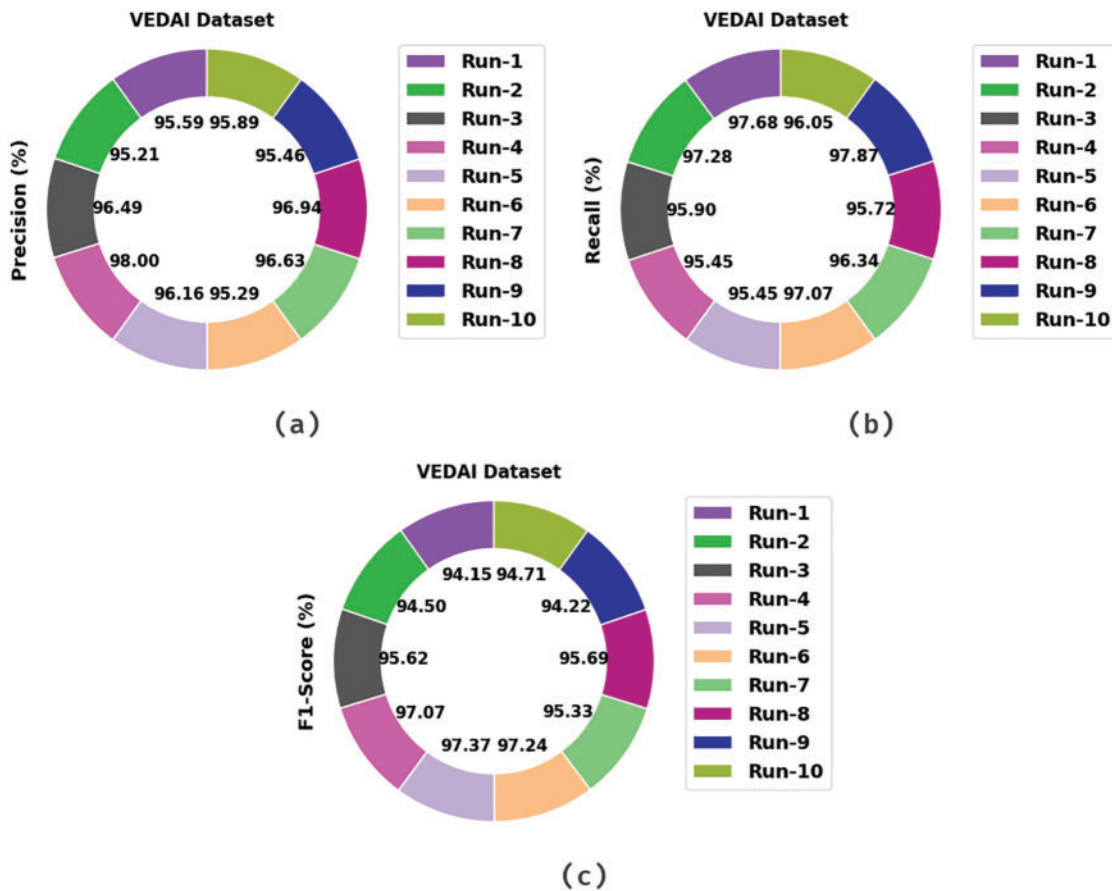 VEDAI Dataset
Precision (%)
95.59 95.89
95.21 95.46
96.49 96.94
98.00 96.63
96.16 95.29
Run-1
Run-2
Run-3
Run-4
Run-5
Run-6
Run-7
Run-8
Run-9
Run-10
(a)
VEDAI Dataset
Recall (%)
97.68 96.05
97.28 97.87
95.90 95.72
95.45 96.34
95.45 97.07
Run-1
Run-2
Run-3
Run-4
Run-5
Run-6
Run-7
Run-8
Run-9
Run-10
(b)
VEDAI Dataset
F1-Score (%)
94.15 94.71
94.50 94.22
95.62 95.69
97.07 95.33
97.37 97.24
Run-1
Run-2
Run-3
Run-4
Run-5
Run-6
Run-7
Run-8
Run-9
Run-10
(c)